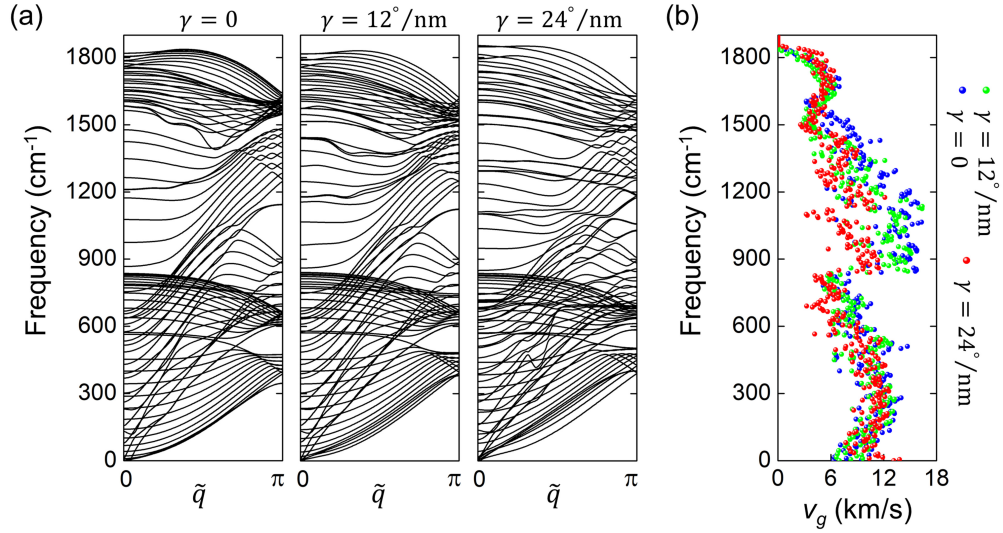 (a)
γ = 0
γ = 12°/nm
γ = 24°/nm
(b)
1800
1500
1200
900
600
300
0
Frequency (cm⁻¹)
0
π
q̃
0
π
q̃
0
π
q̃
1800
1500
1200
900
600
300
0
Frequency (cm⁻¹)
0
6
12
18
v_g (km/s)
γ = 12°/nm
γ = 0
γ = 24°/nm